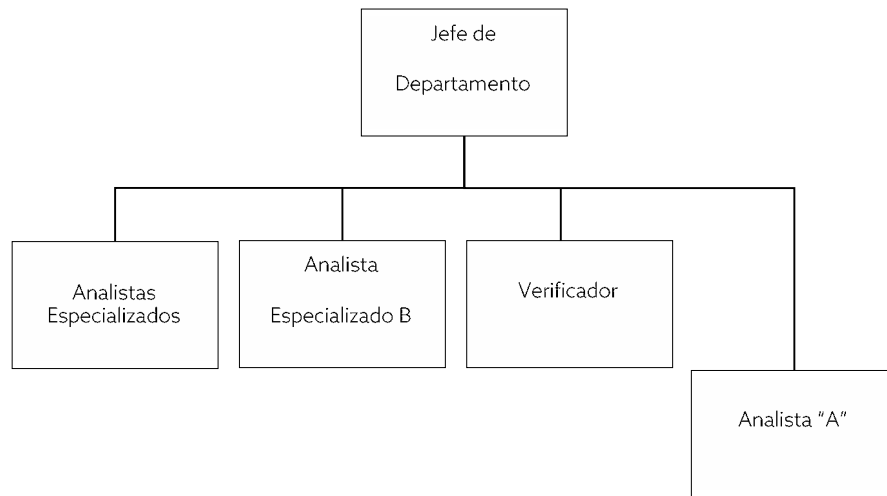 Jefe de
Departamento
Analistas
Especializados
Analista
Especializado B
Verificador
Analista “A”